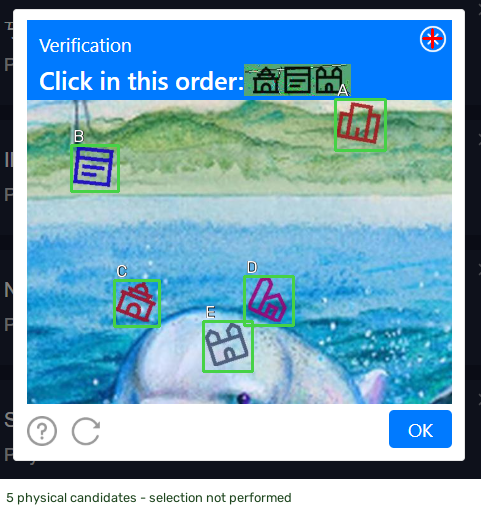 Verification
Click in this order:
A
B
C
D
E
OK
5 physical candidates - selection not performed